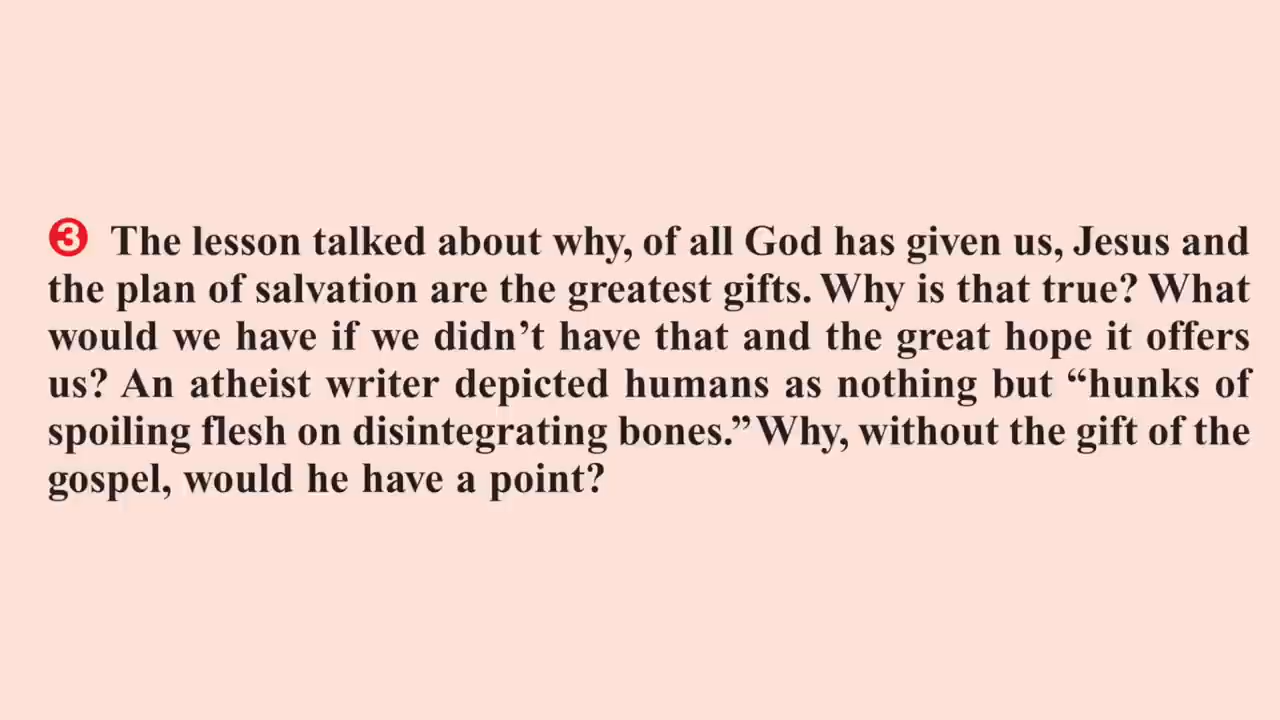 ❸ The lesson talked about why, of all God has given us, Jesus and
the plan of salvation are the greatest gifts. Why is that true? What
would we have if we didn’t have that and the great hope it offers
us? An atheist writer depicted humans as nothing but “hunks of
spoiling flesh on disintegrating bones.” Why, without the gift of the
gospel, would he have a point?